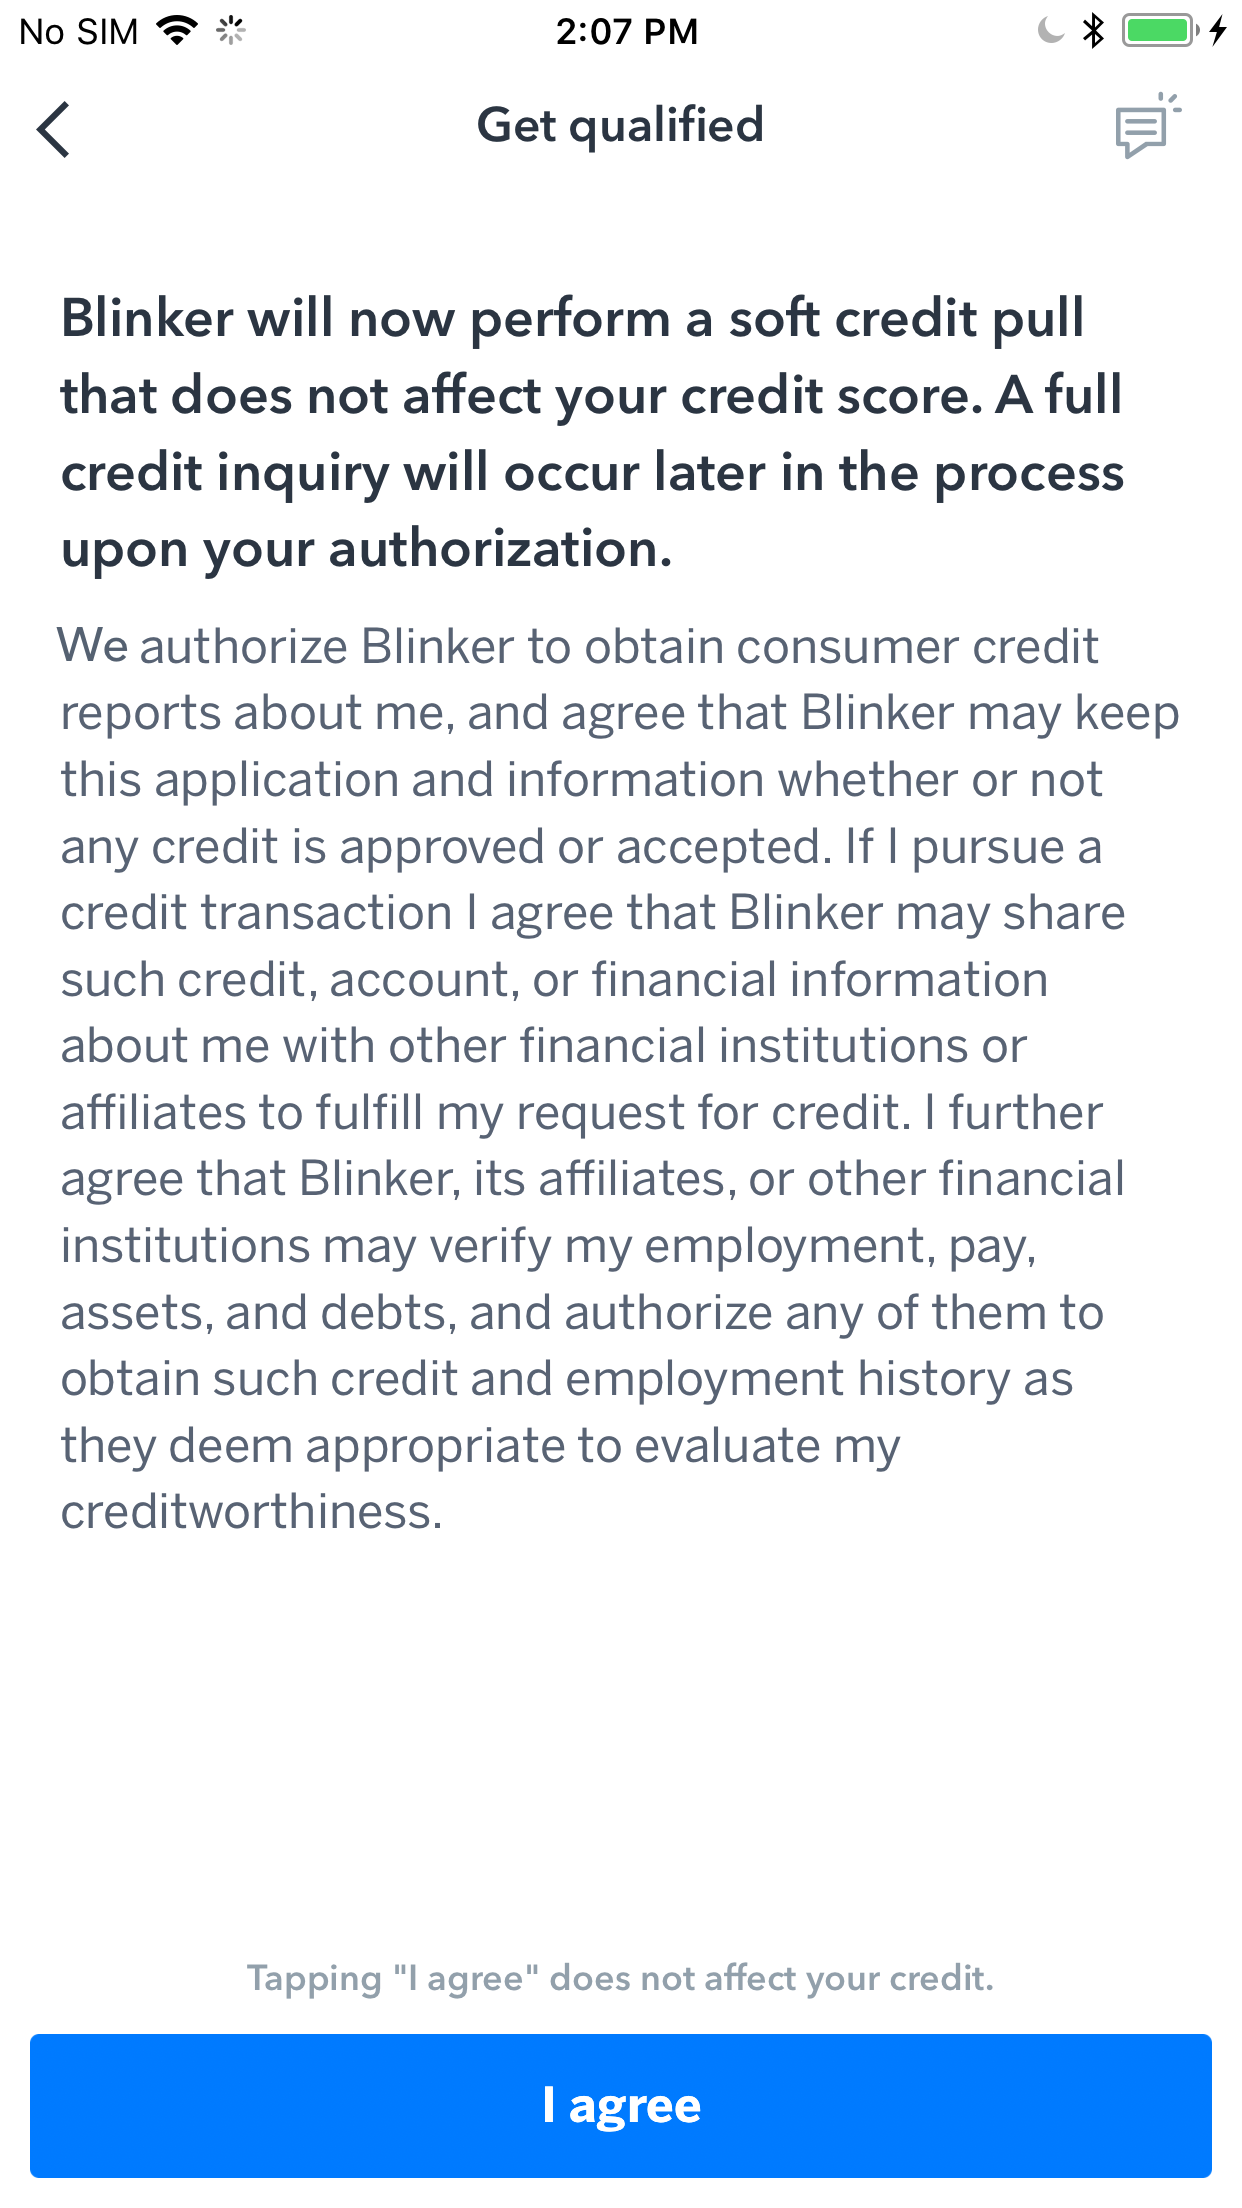 No SIM 2:07 PM
Get qualified
Blinker will now perform a soft credit pull
that does not affect your credit score. A full
credit inquiry will occur later in the process
upon your authorization.
We authorize Blinker to obtain consumer credit
reports about me, and agree that Blinker may keep
this application and information whether or not
any credit is approved or accepted. If I pursue a
credit transaction I agree that Blinker may share
such credit, account, or financial information
about me with other financial institutions or
affiliates to fulfill my request for credit. I further
agree that Blinker, its affiliates, or other financial
institutions may verify my employment, pay,
assets, and debts, and authorize any of them to
obtain such credit and employment history as
they deem appropriate to evaluate my
creditworthiness.
Tapping "I agree" does not affect your credit.
I agree